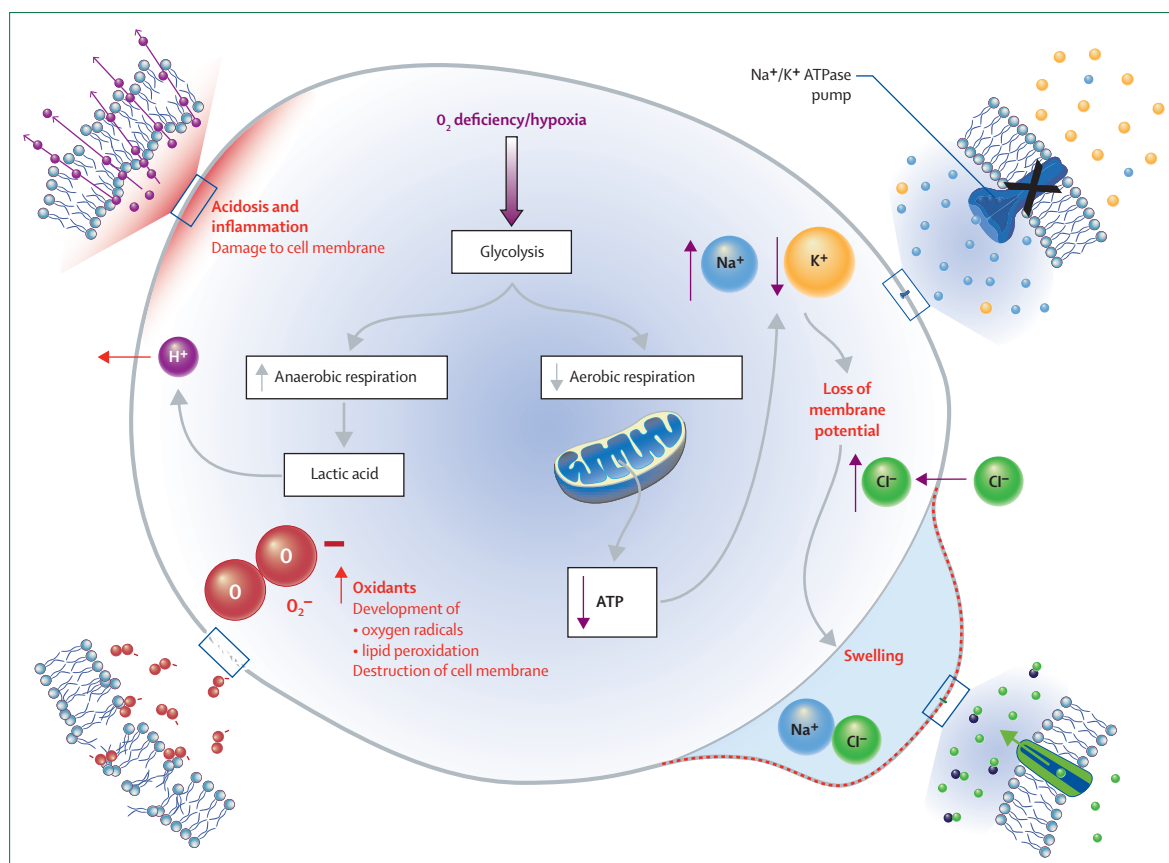 Na⁺/K⁺ ATPase
pump
O₂ deficiency/hypoxia
Acidosis and
inflammation
Damage to cell membrane
Glycolysis
Na⁺
K⁺
H⁺
Anaerobic respiration
Aerobic respiration
Loss of
membrane
potential
Lactic acid
Cl⁻
Cl⁻
O
O
O₂⁻
Oxidants
Development of
• oxygen radicals
• lipid peroxidation
Destruction of cell membrane
ATP
Swelling
Na⁺
Cl⁻